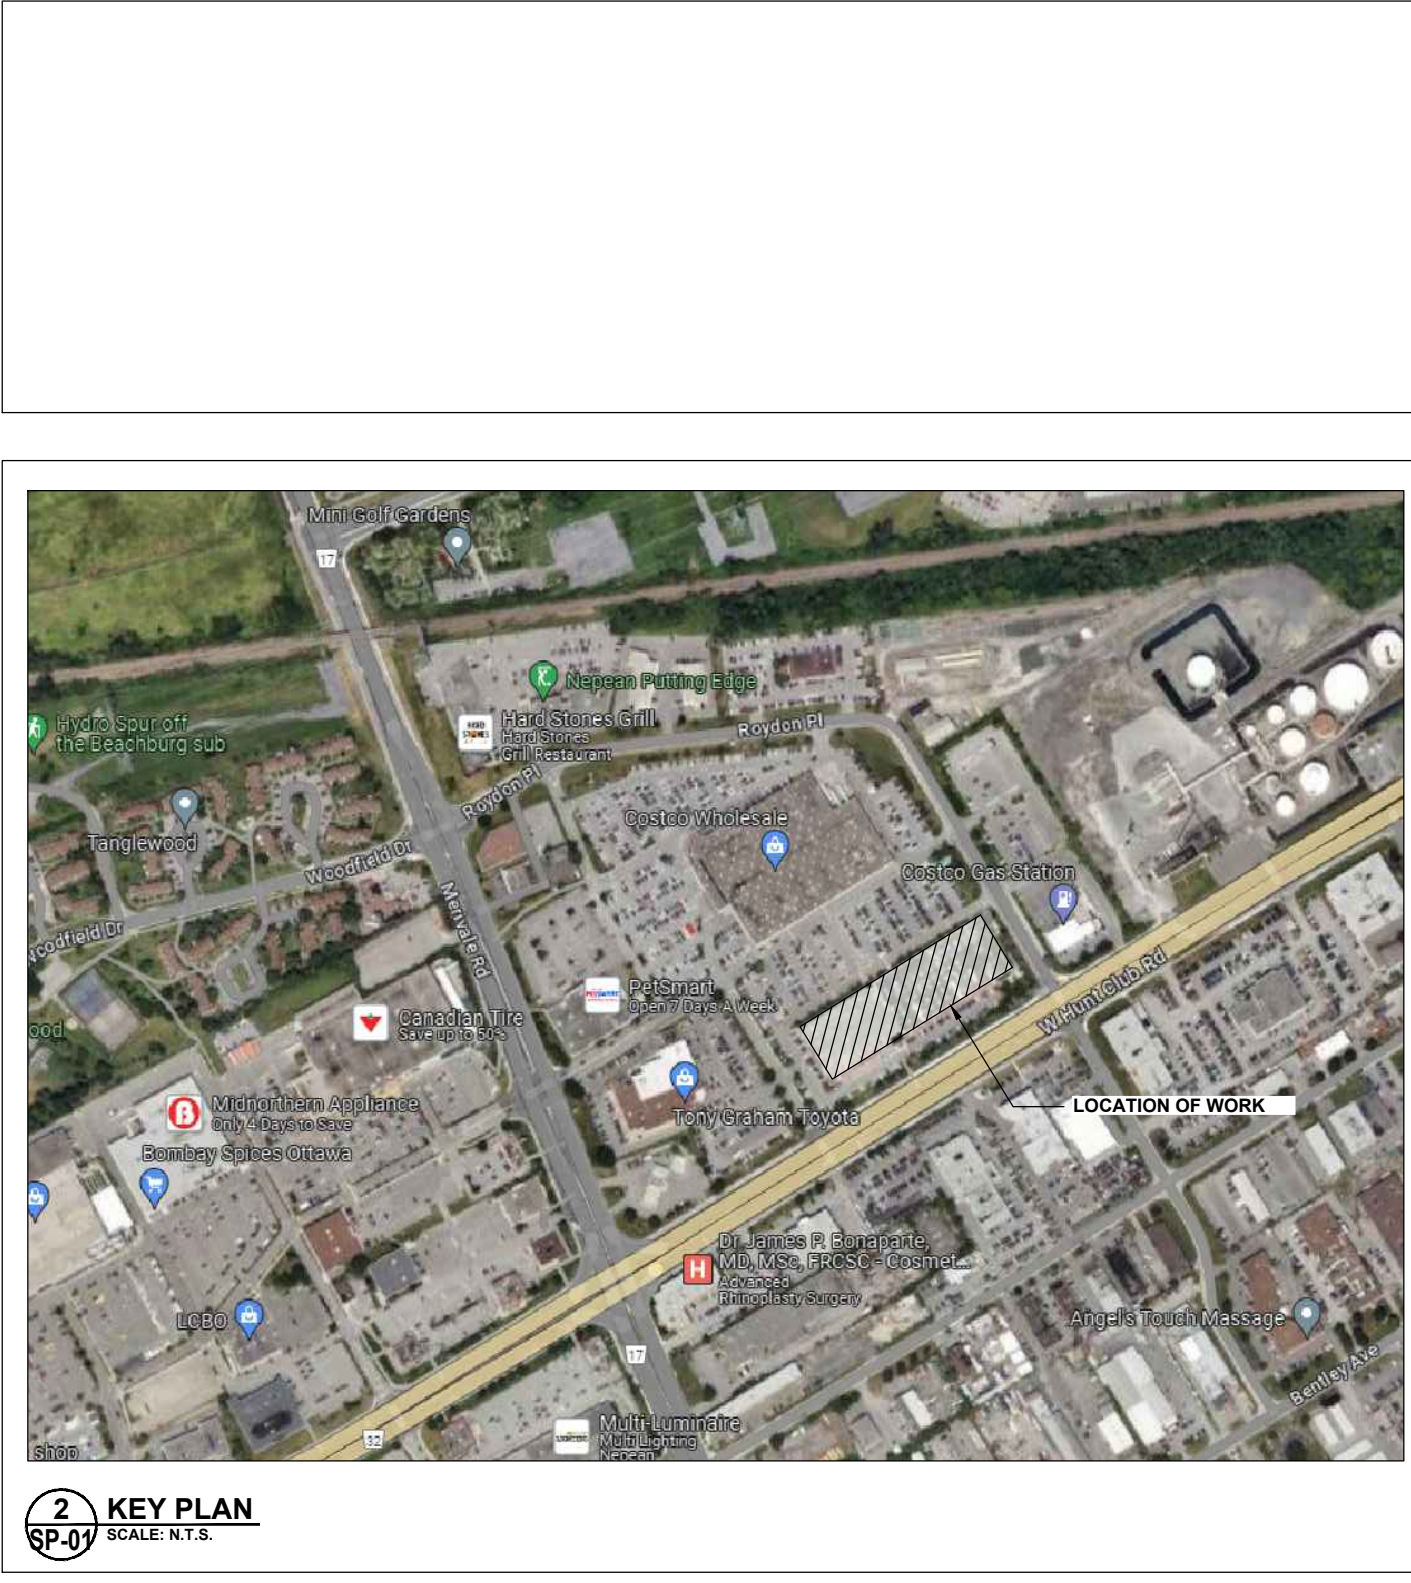 Mini Golf Gardens
17
Nepean Putting Edge
Hydro Spur off
the Beachburg sub
HARD
STONES
Hard Stones Grill
Hard Stones
Grill Restaurant
Roydon Pl
Roydon Pl
Tanglewood
Costco Wholesale
Woodfield Dr
Costco Gas Station
Woodfield Dr
Merivale Rd
PetSmart
Open 7 Days A Week
W Hunt Club Rd
ood
Canadian Tire
Save up to 50%
LOCATION OF WORK
Midnorthern Appliance
Only 4 Days to Save
Tony Graham Toyota
Bombay Spices Ottawa
Dr. James P. Bonaparte,
MD, MSc, FRCSC - Cosmet...
Advanced
Rhinoplasty Surgery
H
LCBO
Angel's Touch Massage
17
Bentley Ave
Multi-Luminaire
Multi Lighting
Nepean
32
shop
2
SP-01
KEY PLAN
SCALE: N.T.S.